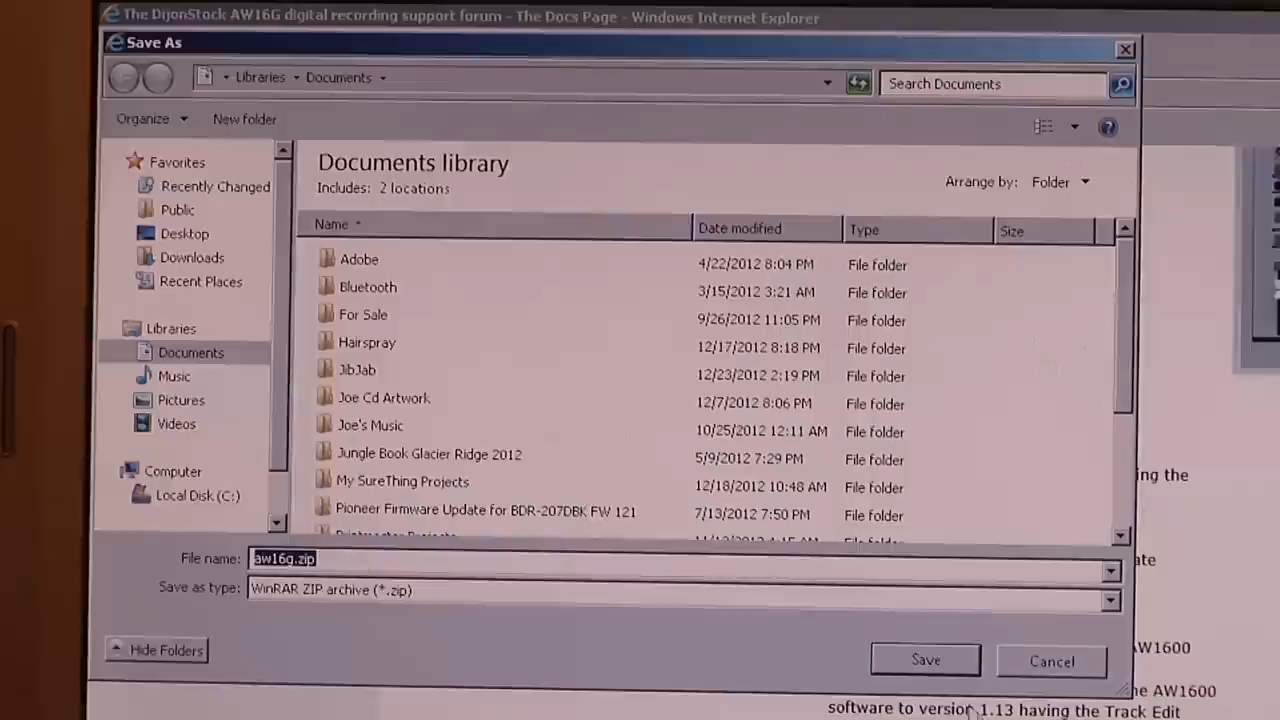 The DijonStock AW16G digital recording support forum - The Docs Page - Windows Internet Explorer
Save As
Libraries Documents
Search Documents
Organize New folder
Documents library
Includes: 2 locations
Arrange by: Folder
Favorites
Recently Changed
Public
Desktop
Downloads
Recent Places
Libraries
Documents
Music
Pictures
Videos
Computer
Local Disk (C:)
Name Date modified Type Size
Adobe 4/22/2012 8:04 PM File folder
Bluetooth 3/15/2012 3:21 AM File folder
For Sale 9/26/2012 11:05 PM File folder
Hairspray 12/17/2012 8:18 PM File folder
JibJab 12/23/2012 2:19 PM File folder
Joe Cd Artwork 12/7/2012 8:06 PM File folder
Joe's Music 10/25/2012 12:11 AM File folder
Jungle Book Glacier Ridge 2012 5/9/2012 7:29 PM File folder
My SureThing Projects 12/18/2012 10:48 AM File folder
Pioneer Firmware Update for BDR-207DBK FW 121 7/13/2012 7:50 PM File folder
File name: aw16g.zip
Save as type: WinRAR ZIP archive (*.zip)
Hide Folders
Save Cancel
ing the
ate
AW1600
he AW1600
software to version 1.13 having the Track Edit